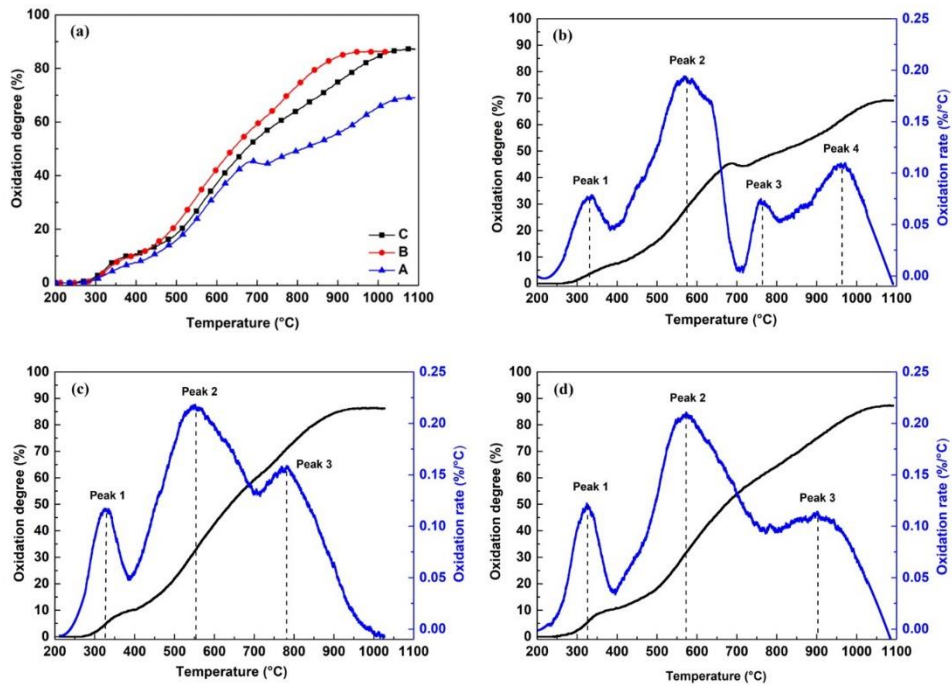 (a)
100
80
60
40
20
0
Oxidation degree (%)
C
B
A
200 300 400 500 600 700 800 900 1000 1100
Temperature (°C)
(b)
100
90
80
70
60
50
40
30
20
10
0
Oxidation degree (%)
Peak 1
Peak 2
Peak 3
Peak 4
0.25
0.20
0.15
0.10
0.05
0.00
Oxidation rate (%/°C)
200 300 400 500 600 700 800 900 1000 1100
Temperature (°C)
(c)
100
90
80
70
60
50
40
30
20
10
0
Oxidation degree (%)
Peak 1
Peak 2
Peak 3
0.25
0.20
0.15
0.10
0.05
0.00
Oxidation rate (%/°C)
200 300 400 500 600 700 800 900 1000 1100
Temperature (°C)
(d)
100
90
80
70
60
50
40
30
20
10
0
Oxidation degree (%)
Peak 1
Peak 2
Peak 3
0.25
0.20
0.15
0.10
0.05
0.00
Oxidation rate (%/°C)
200 300 400 500 600 700 800 900 1000 1100
Temperature (°C)